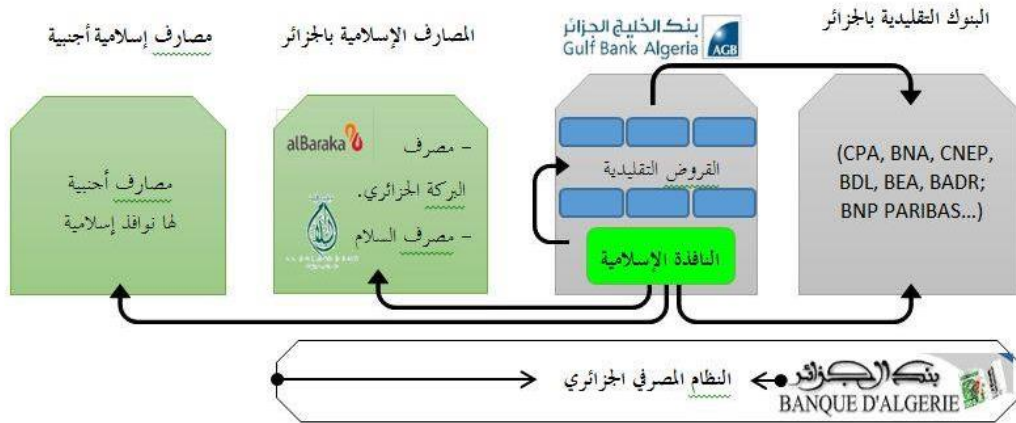 البنوك التقليدية بالجزائر
بنك الخليج الجزائر
Gulf Bank Algeria
AGB
المصارف الإسلامية بالجزائر
مصارف إسلامية أجنبية
(CPA, BNA, CNEP,
BDL, BEA, BADR;
BNP PARIBAS...)
القروض التقليدية
النافذة الإسلامية
alBaraka
- مصرف
البركة الجزائري.
- مصرف السلام
مصارف أجنبية
لها نوافذ إسلامية
النظام المصرفي الجزائري
بنك الجزائر
BANQUE D'ALGERIE